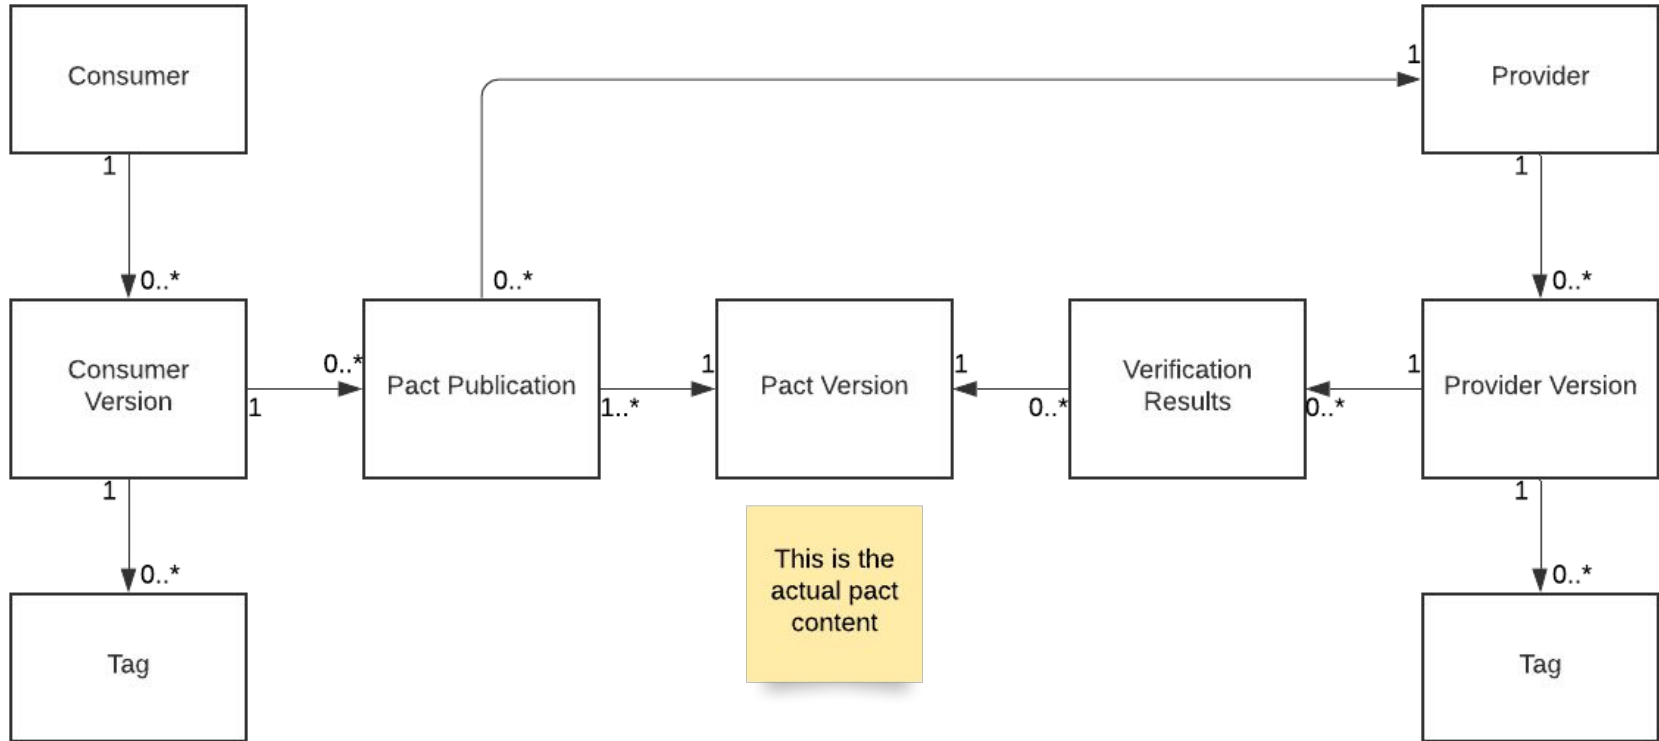 Consumer
1
Provider
1
1
0..*
0..*
0..*
Consumer
Version
0..*
1
Pact Publication
1
1..*
Pact Version
1
0..*
Verification
Results
1
0..*
Provider Version
1
1
This is the
actual pact
content
0..*
0..*
Tag
Tag